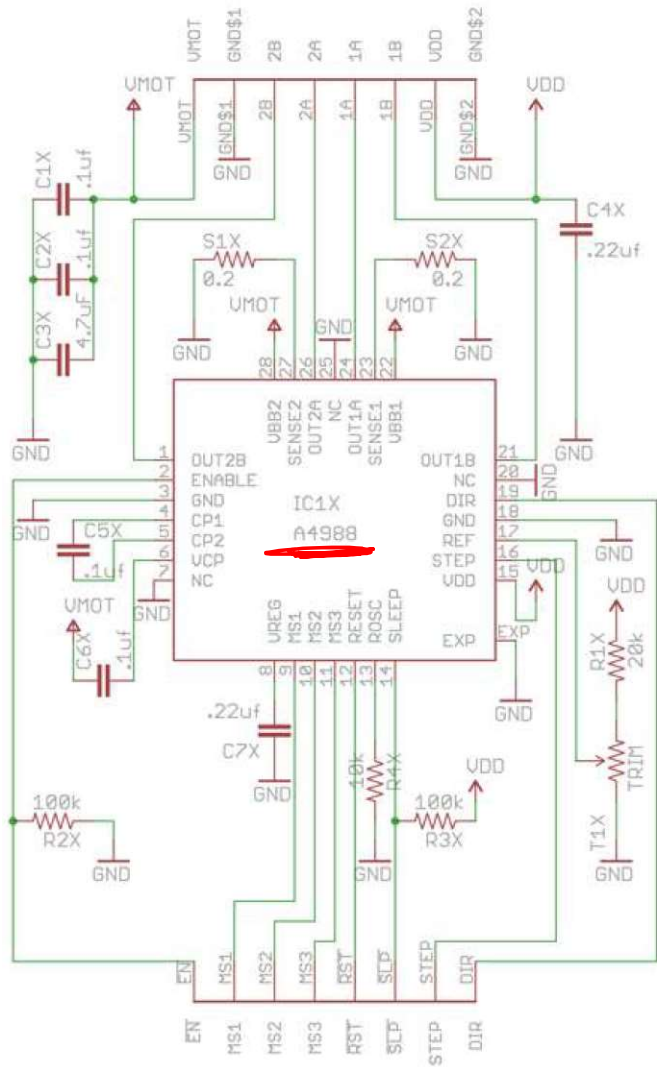 VMOT
GND$1
2B
2A
1A
1B
VDD
GND$2
VMOT
VMOT
GND$1
2B
2A
1A
1B
VDD
GND$2
VDD
GND
GND
C1X
.1uf
C2X
.1uf
C3X
4.7uF
GND
S1X
0.2
GND
S2X
0.2
GND
C4X
.22uf
GND
VMOT
GND
VMOT
28
27
26
25
24
23
22
VBB2
SENSE2
OUT2A
NC
OUT1A
SENSE1
VBB1
1
OUT2B
OUT1B
21
2
ENABLE
NC
20
GND
3
GND
DIR
19
GND
4
CP1
GND
18
GND
5
CP2
REF
17
6
VCP
STEP
16
7
NC
VDD
15
VDD
GND
IC1X
A4988
C5X
.1uf
VMOT
C6X
.1uf
VREG
MS1
MS2
MS3
RESET
ROSC
SLEEP
EXP
EXP
GND
8
9
10
11
12
13
14
VDD
R1X
20k
TRIM
T1X
GND
.22uf
C7X
GND
10k
R4X
GND
100k
R3X
VDD
100k
R2X
GND
EN
MS1
MS2
MS3
RST
SLP
STEP
DIR
EN
MS1
MS2
MS3
RST
SLP
STEP
DIR